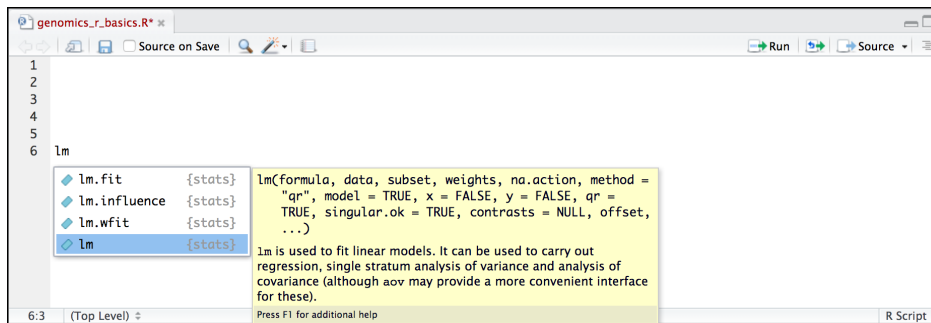 genomics_r_basics.R*
Source on Save Run Source
1
2
3
4
5
6 lm
lm.fit {stats}
lm.influence {stats}
lm.wfit {stats}
lm {stats}
lm(formula, data, subset, weights, na.action, method =
"qr", model = TRUE, x = FALSE, y = FALSE, qr =
TRUE, singular.ok = TRUE, contrasts = NULL, offset,
...)
lm is used to fit linear models. It can be used to carry out
regression, single stratum analysis of variance and analysis of
covariance (although aov may provide a more convenient interface
for these).
Press F1 for additional help
6:3 (Top Level) R Script